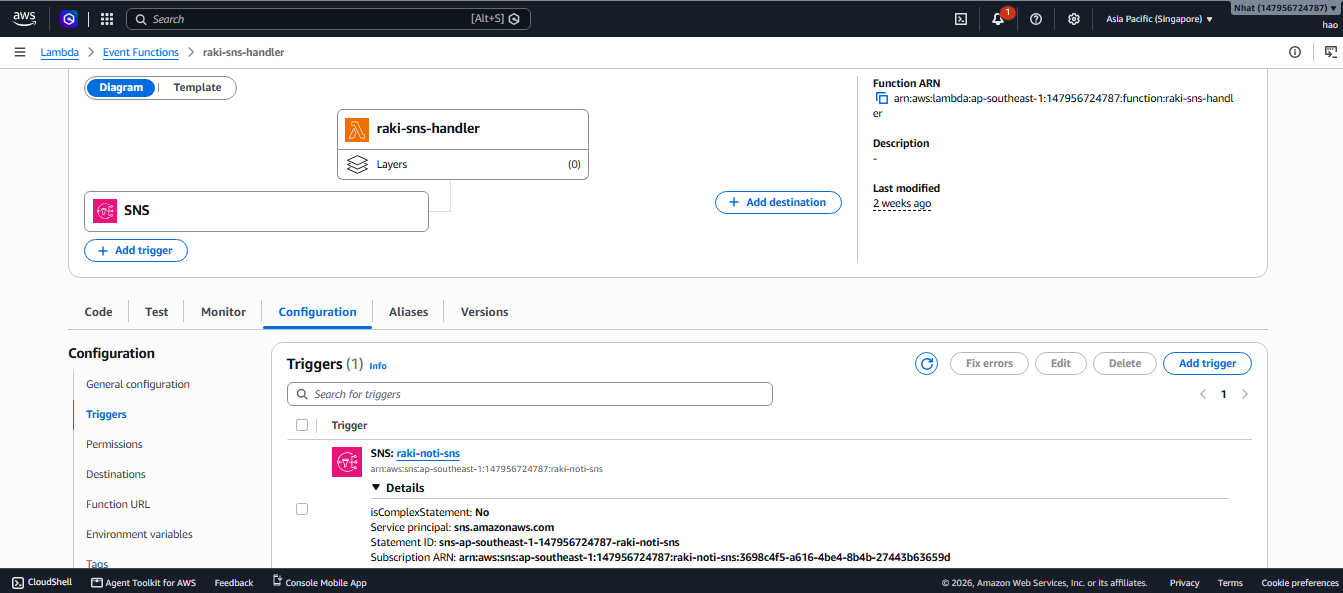 aws
Search
[Alt+S]
1
Asia Pacific (Singapore)
Nhat (147956724787)
hao
Lambda
Event Functions
raki-sns-handler
Diagram
Template
raki-sns-handler
Layers
(0)
SNS
Add trigger
Add destination
Function ARN
arn:aws:lambda:ap-southeast-1:147956724787:function:raki-sns-handl
er
Description
-
Last modified
2 weeks ago
Code
Test
Monitor
Configuration
Aliases
Versions
Configuration
General configuration
Triggers
Permissions
Destinations
Function URL
Environment variables
Tags
Triggers (1) Info
Fix errors
Edit
Delete
Add trigger
Search for triggers
1
Trigger
SNS: raki-noti-sns
arn:aws:sns:ap-southeast-1:147956724787:raki-noti-sns
Details
isComplexStatement: No
Service principal: sns.amazonaws.com
Statement ID: sns-ap-southeast-1-147956724787-raki-noti-sns
Subscription ARN: arn:aws:sns:ap-southeast-1:147956724787:raki-noti-sns:3698c4f5-a616-4be4-8b4b-27443b63659d
CloudShell
Agent Toolkit for AWS
Feedback
Console Mobile App
© 2026, Amazon Web Services, Inc. or its affiliates.
Privacy
Terms
Cookie preferences